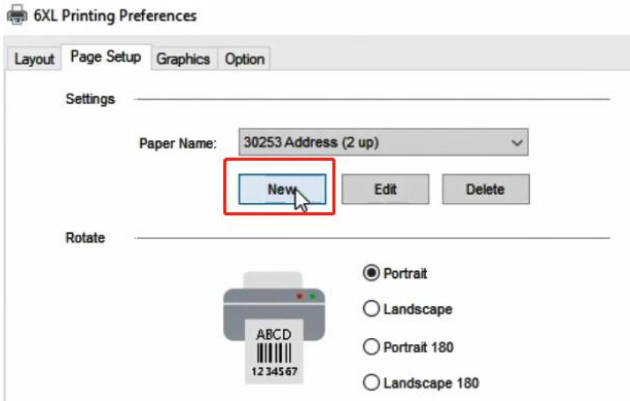 6XL Printing Preferences
Layout Page Setup Graphics Option
Settings
Paper Name: 30253 Address (2 up)
New Edit Delete
Rotate
Portrait
Landscape
ABCD
Portrait 180
1234567
Landscape 180